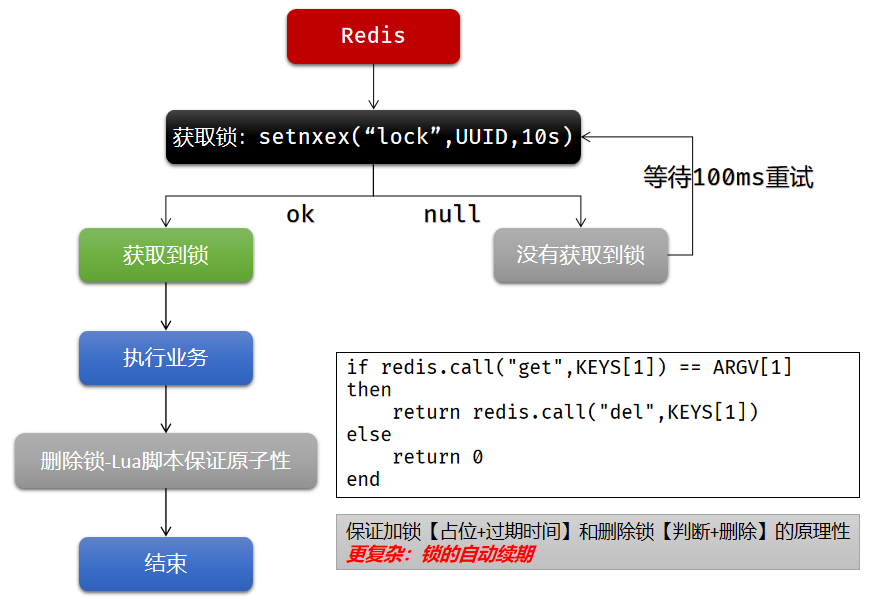 Redis
获取锁：setnxex(“lock”,UUID,10s)
等待100ms重试
ok
null
获取到锁
没有获取到锁
执行业务
删除锁-Lua脚本保证原子性
结束
if redis.call("get",KEYS[1]) == ARGV[1]
then
    return redis.call("del",KEYS[1])
else
    return 0
end
保证加锁【占位+过期时间】和删除锁【判断+删除】的原理性
更复杂：锁的自动续期